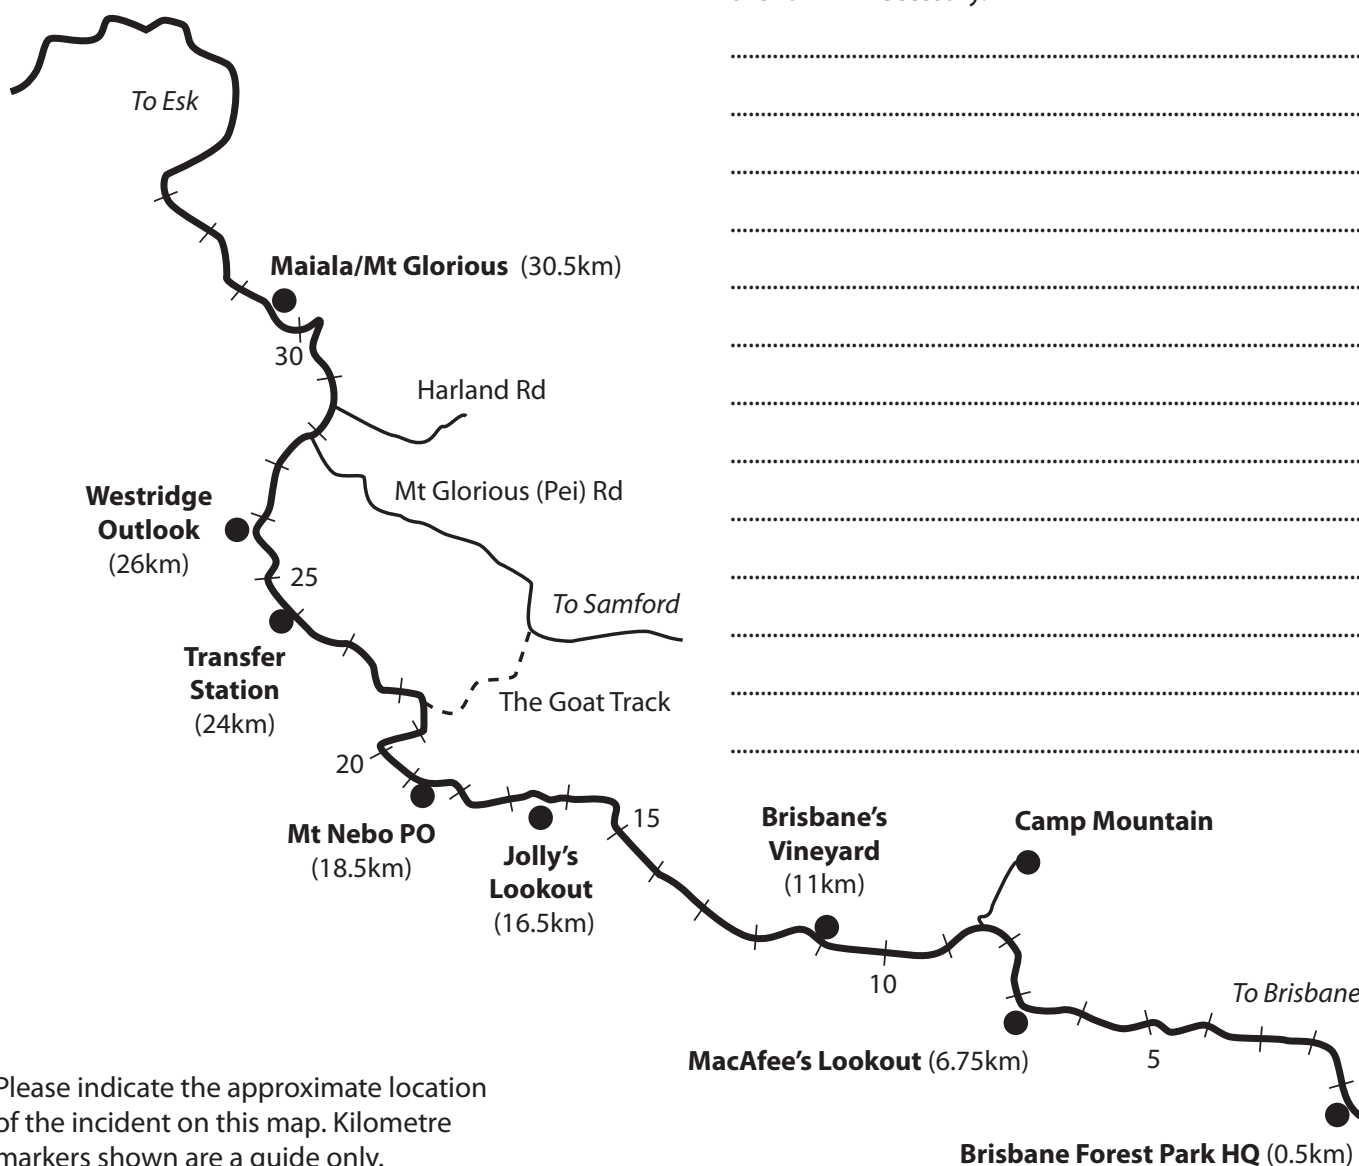 To Esk
Maiala/Mt Glorious (30.5km)
30
Harland Rd
Westridge
Outlook
(26km)
Mt Glorious (Pei) Rd
25
To Samford
Transfer
Station
(24km)
The Goat Track
20
Mt Nebo PO
(18.5km)
Jolly’s
Lookout
(16.5km)
15
Brisbane’s
Vineyard
(11km)
Camp Mountain
10
To Brisbane
MacAfee’s Lookout (6.75km)
5
Please indicate the approximate location
of the incident on this map. Kilometre
markers shown are a guide only.
Brisbane Forest Park HQ (0.5km)